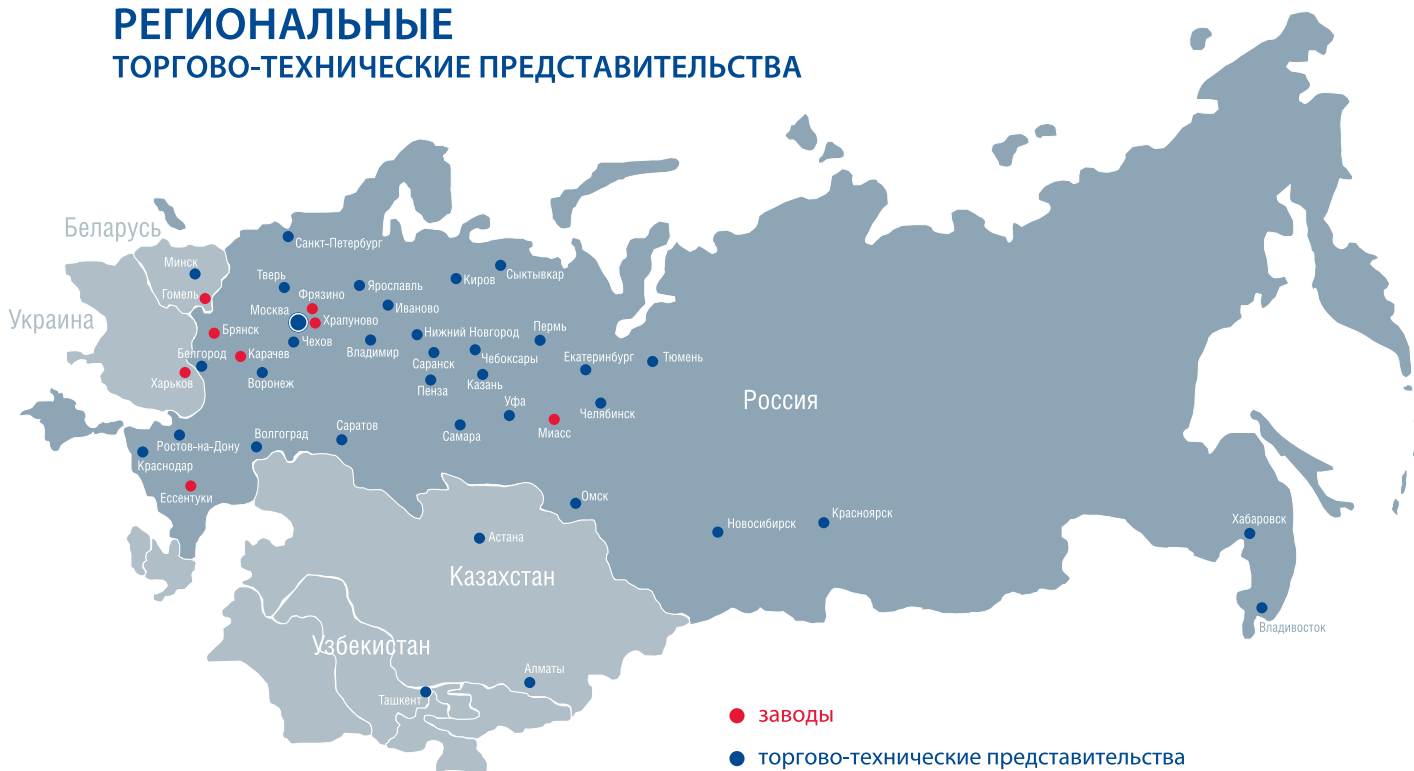 РЕГИОНАЛЬНЫЕ
ТОРГОВО-ТЕХНИЧЕСКИЕ ПРЕДСТАВИТЕЛЬСТВА
Беларусь
Санкт-Петербург
Минск
Сыктывкар
Тверь
Киров
Ярославль
Гомель
Фрязино
Иваново
Москва
Украина
Храпуново
Брянск
Нижний Новгород
Пермь
Чехов
Владимир
Белгород
Карачев
Саранск
Чебоксары
Екатеринбург
Тюмень
Харьков
Воронеж
Пенза
Казань
Россия
Уфа
Челябинск
Саратов
Волгоград
Самара
Миасс
Ростов-на-Дону
Краснодар
Ессентуки
Омск
Красноярск
Новосибирск
Хабаровск
Астана
Казахстан
Владивосток
Узбекистан
Алматы
Ташкент
заводы
торгово-технические представительства